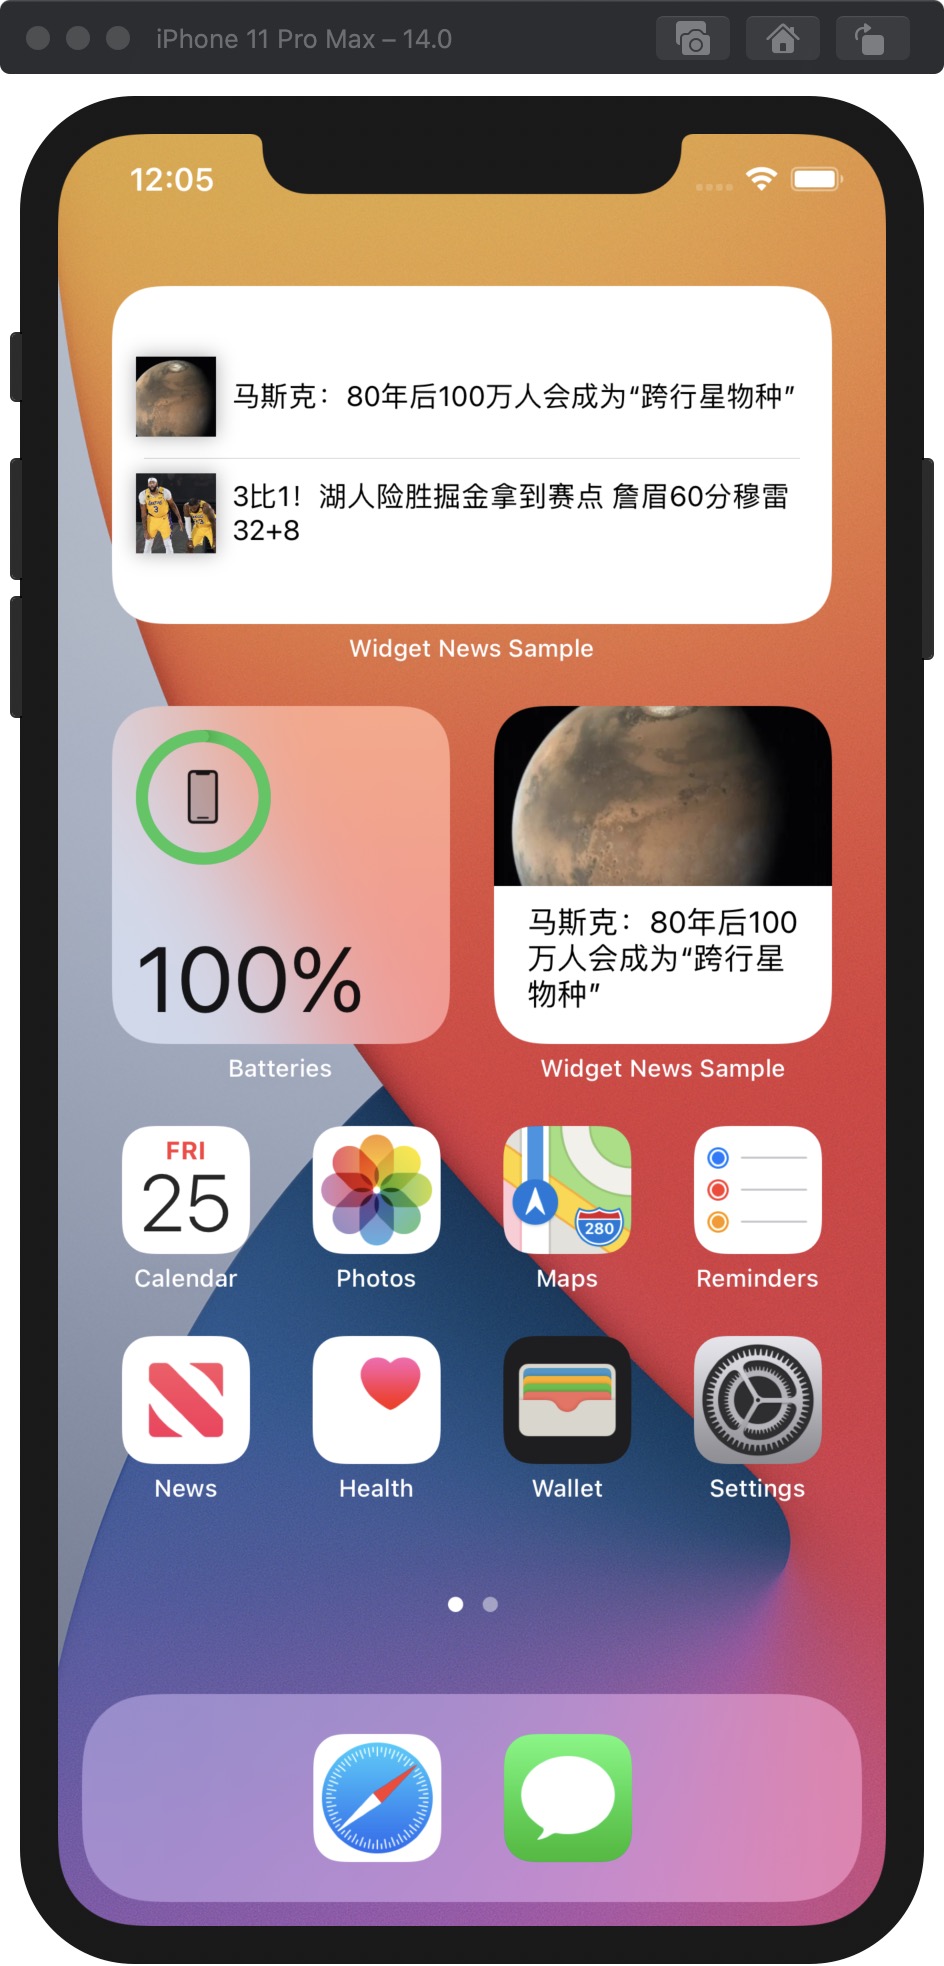 iPhone 11 Pro Max – 14.0
12:05
马斯克：80年后100万人会成为“跨行星物种”
3比1！湖人险胜掘金拿到赛点 詹眉60分穆雷
32+8
Widget News Sample
100%
Batteries
马斯克：80年后100
万人会成为“跨行星
物种”
Widget News Sample
FRI
25
280
Calendar
Photos
Maps
Reminders
News
Health
Wallet
Settings